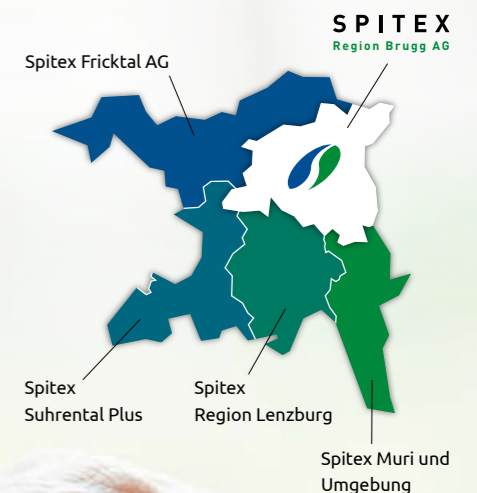 SPITEX
Region Brugg AG
Spitex Fricktal AG
Spitex
Suhrental Plus
Spitex
Region Lenzburg
Spitex Muri und
Umgebung